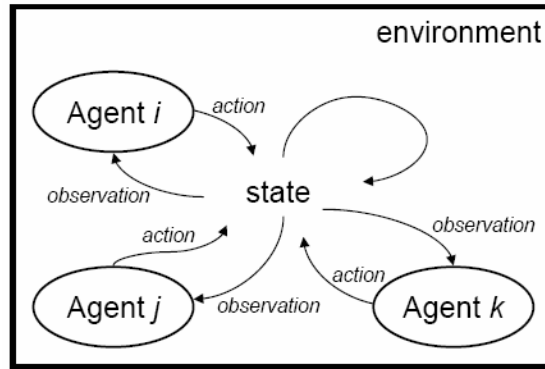 environment
Agent i
action
observation
state
action
observation
Agent j
observation
action
Agent k